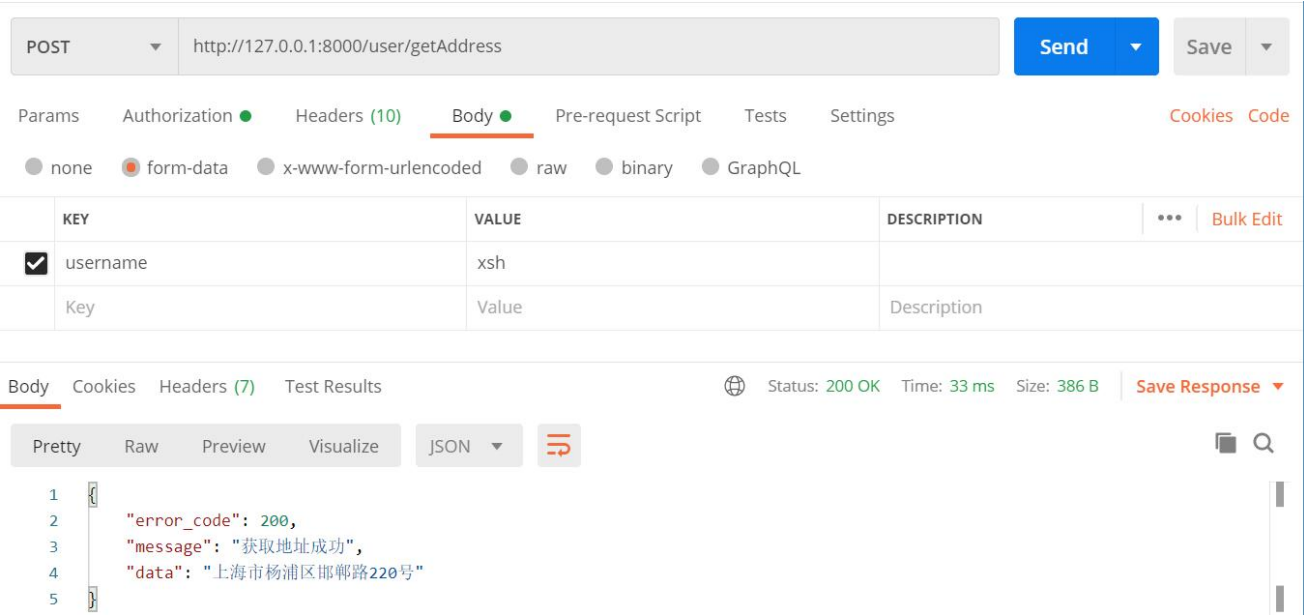 POST http://127.0.0.1:8000/user/getAddress Send Save
Params Authorization Headers (10) Body Pre-request Script Tests Settings Cookies Code
none form-data x-www-form-urlencoded raw binary GraphQL
KEY VALUE DESCRIPTION ••• Bulk Edit
username xsh
Key Value Description
Body Cookies Headers (7) Test Results Status: 200 OK Time: 33 ms Size: 386 B Save Response
Pretty Raw Preview Visualize JSON
1 {
2 "error_code": 200,
3 "message": "获取地址成功",
4 "data": "上海市杨浦区邯郸路220号"
5 }